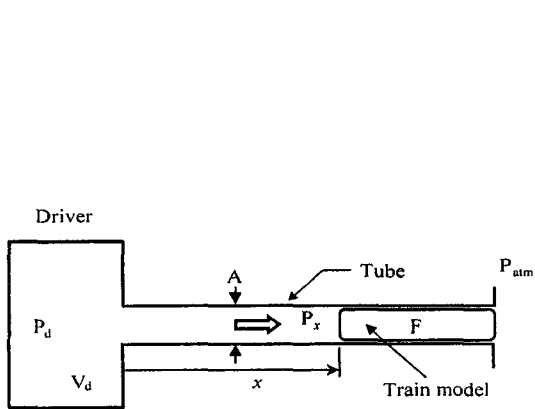 Driver
P_atm
A
Tube
P_d
P_x
F
V_d
x
Train model